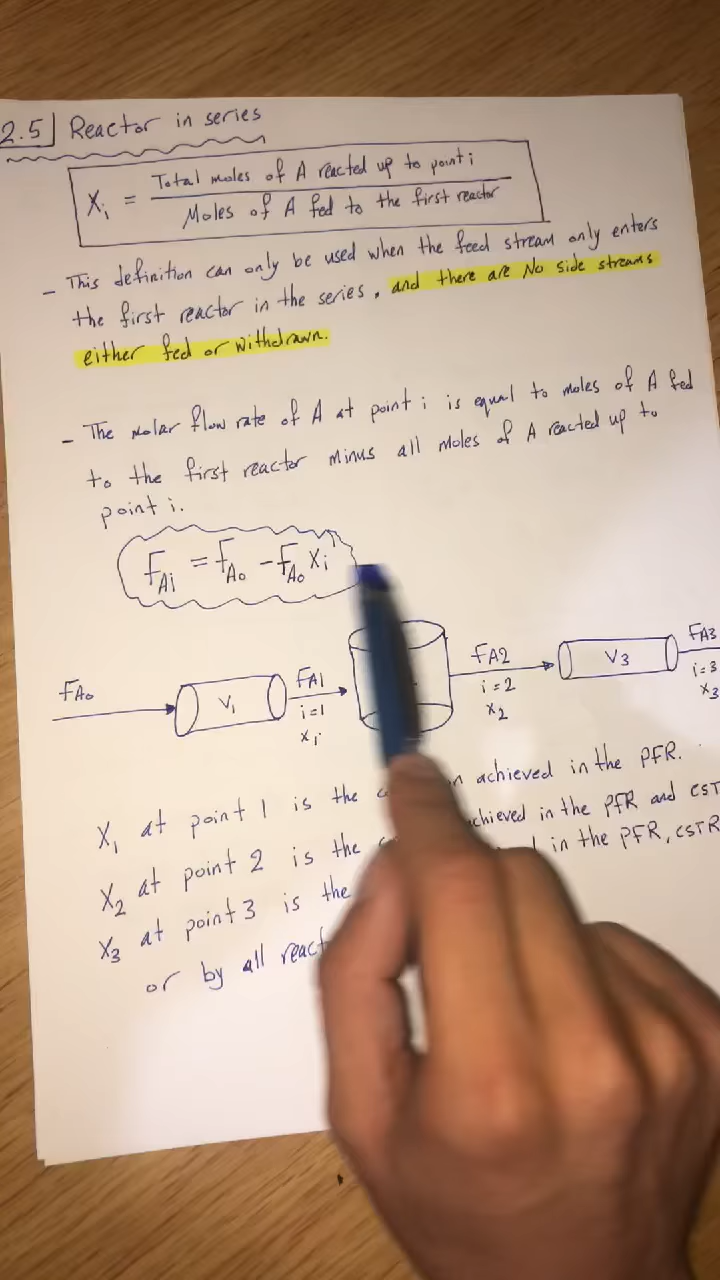 2.5 Reactor in series
Xi = Total moles of A reacted up to point i
Moles of A fed to the first reactor
- This definition can only be used when the feed stream only enters
the first reactor in the series, and there are No side streams
either fed or withdrawn.
- The molar flow rate of A at point i is equal to moles of A fed
to the first reactor minus all moles of A reacted up to
point i.
FAi = FAo - FAo Xi
FAo V1 FA1 FA2 V3 FA3
i=1 i=2 i=3
X1 X2 X3
X1 at point 1 is the achieved in the PFR.
X2 at point 2 is the achieved in the PFR and CST
X3 at point 3 is the in the PFR, CSTR
or by all